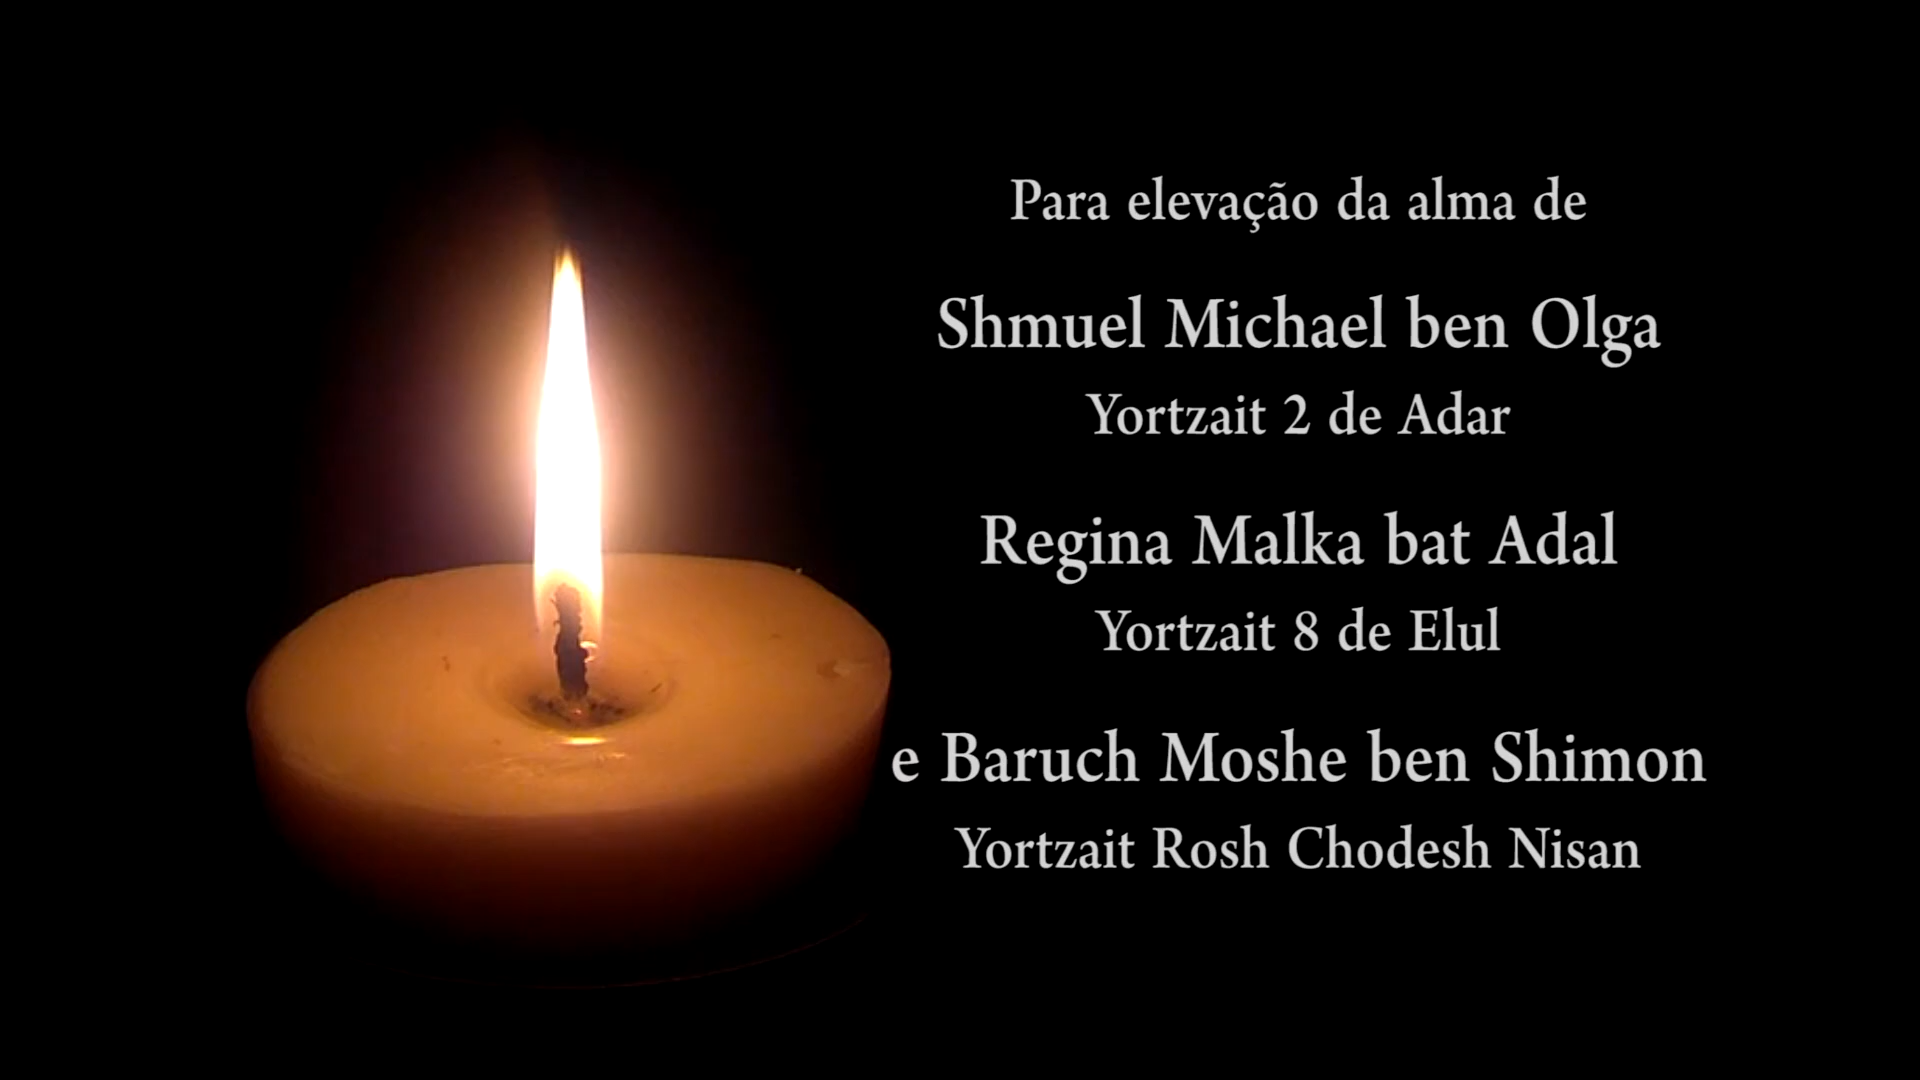 Para elevação da alma de
Shmuel Michael ben Olga
Yortzait 2 de Adar
Regina Malka bat Adal
Yortzait 8 de Elul
e Baruch Moshe ben Shimon
Yortzait Rosh Chodesh Nisan